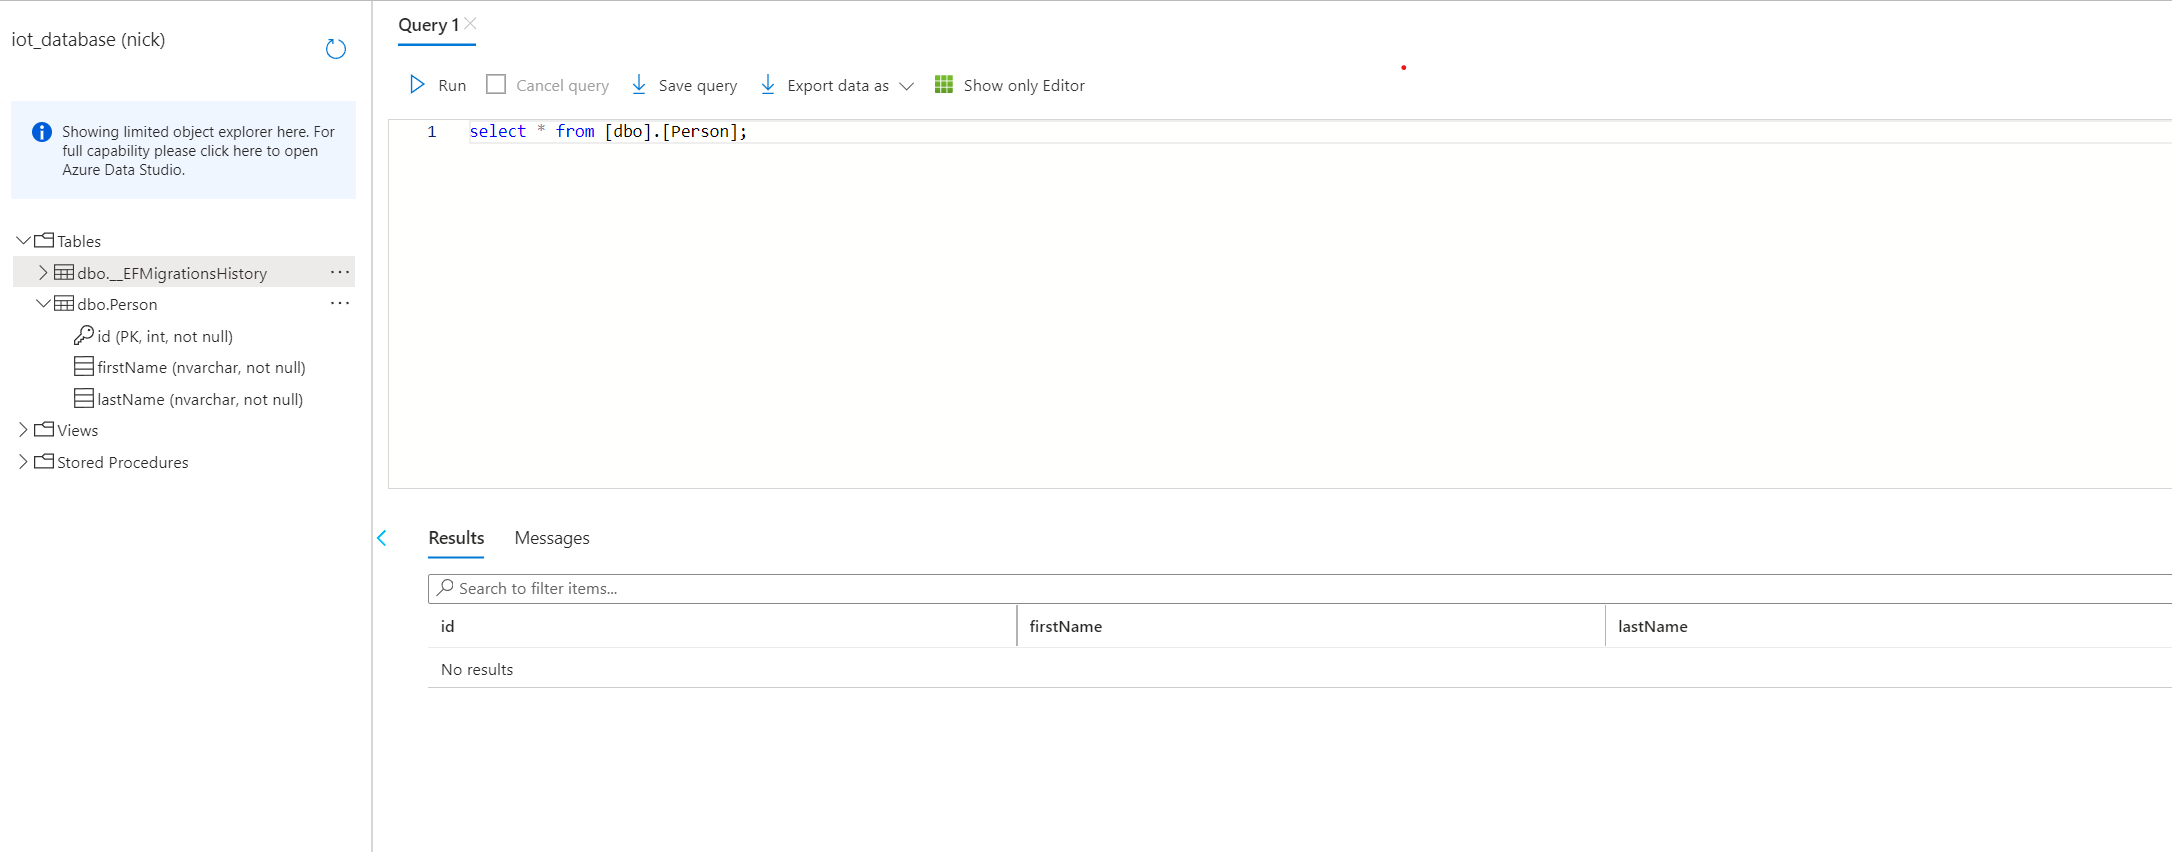 iot_database (nick)
Showing limited object explorer here. For
full capability please click here to open
Azure Data Studio.
Tables
dbo.__EFMigrationsHistory ...
dbo.Person ...
id (PK, int, not null)
firstName (nvarchar, not null)
lastName (nvarchar, not null)
Views
Stored Procedures
Query 1
Run Cancel query Save query Export data as Show only Editor
1 select * from [dbo].[Person];
Results Messages
Search to filter items...
id firstName lastName
No results